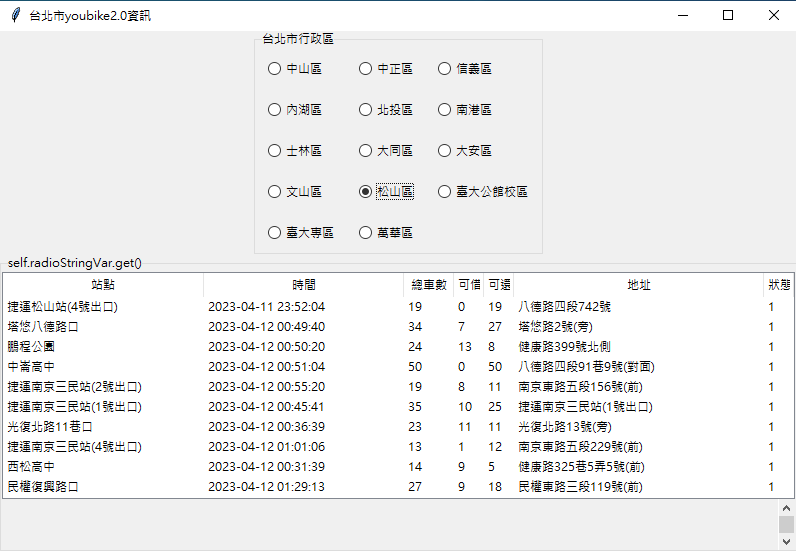 台北市youbike2.0資訊
台北市行政區
中山區 中正區 信義區
內湖區 北投區 南港區
士林區 大同區 大安區
文山區 松山區 臺大公館校區
臺大專區 萬華區
self.radioStringVar.get()
站點 時間 總車數 可借 可還 地址 狀態
捷運松山站(4號出口) 2023-04-11 23:52:04 19 0 19 八德路四段742號 1
塔悠八德路口 2023-04-12 00:49:40 34 7 27 塔悠路2號(旁) 1
鵬程公園 2023-04-12 00:50:20 24 13 8 健康路399號北側 1
中崙高中 2023-04-12 00:51:04 50 0 50 八德路四段91巷9號(對面) 1
捷運南京三民站(2號出口) 2023-04-12 00:55:20 19 8 11 南京東路五段156號(前) 1
捷運南京三民站(1號出口) 2023-04-12 00:45:41 35 10 25 捷運南京三民站(1號出口) 1
光復北路11巷口 2023-04-12 00:36:39 23 11 11 光復北路13號(旁) 1
捷運南京三民站(4號出口) 2023-04-12 01:01:06 13 1 12 南京東路五段229號(前) 1
西松高中 2023-04-12 00:31:39 14 9 5 健康路325巷5弄5號(前) 1
民權復興路口 2023-04-12 01:29:13 27 9 18 民權東路三段119號(前) 1